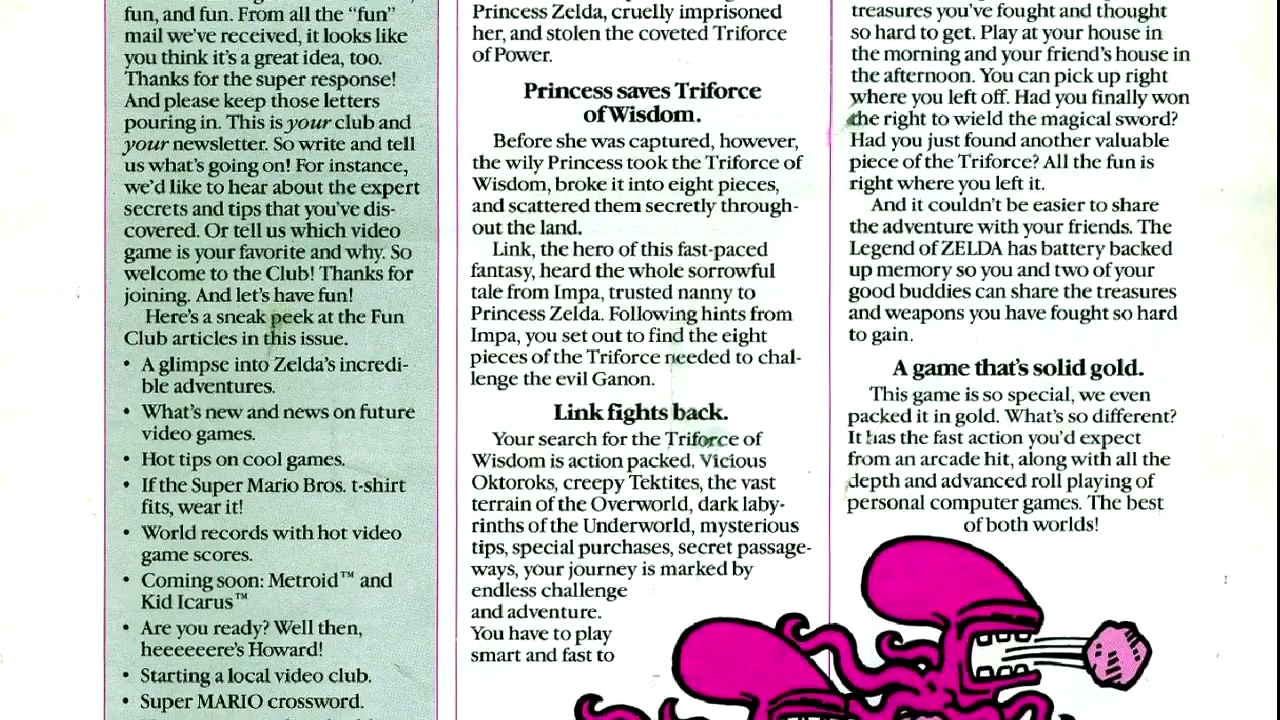 fun, and fun. From all the “fun”
mail we’ve received, it looks like
you think it’s a great idea, too.
Thanks for the super response!
And please keep those letters
pouring in. This is your club and
your newsletter. So write and tell
us what’s going on! For instance,
we’d like to hear about the expert
secrets and tips that you’ve dis-
covered. Or tell us which video
game is your favorite and why. So
welcome to the Club! Thanks for
joining. And let’s have fun!
Here’s a sneak peek at the Fun
Club articles in this issue.
• A glimpse into Zelda’s incredi-
ble adventures.
• What’s new and news on future
video games.
• Hot tips on cool games.
• If the Super Mario Bros. t-shirt
fits, wear it!
• World records with hot video
game scores.
• Coming soon: Metroid™ and
Kid Icarus™
• Are you ready? Well then,
heeeeeere’s Howard!
• Starting a local video club.
• Super MARIO crossword.
Princess Zelda, cruelly imprisoned
her, and stolen the coveted Triforce
of Power.
Princess saves Triforce
of Wisdom.
Before she was captured, however,
the wily Princess took the Triforce of
Wisdom, broke it into eight pieces,
and scattered them secretly through-
out the land.
Link, the hero of this fast-paced
fantasy, heard the whole sorrowful
tale from Impa, trusted nanny to
Princess Zelda. Following hints from
Impa, you set out to find the eight
pieces of the Triforce needed to chal-
lenge the evil Ganon.
Link fights back.
Your search for the Triforce of
Wisdom is action packed. Vicious
Oktoroks, creepy Tektites, the vast
terrain of the Overworld, dark laby-
rinths of the Underworld, mysterious
tips, special purchases, secret passage-
ways, your journey is marked by
endless challenge
and adventure.
You have to play
smart and fast to
treasures you’ve fought and thought
so hard to get. Play at your house in
the morning and your friend’s house in
the afternoon. You can pick up right
where you left off. Had you finally won
the right to wield the magical sword?
Had you just found another valuable
piece of the Triforce? All the fun is
right where you left it.
And it couldn’t be easier to share
the adventure with your friends. The
Legend of ZELDA has battery backed
up memory so you and two of your
good buddies can share the treasures
and weapons you have fought so hard
to gain.
A game that’s solid gold.
This game is so special, we even
packed it in gold. What’s so different?
It has the fast action you’d expect
from an arcade hit, along with all the
depth and advanced roll playing of
personal computer games. The best
of both worlds!